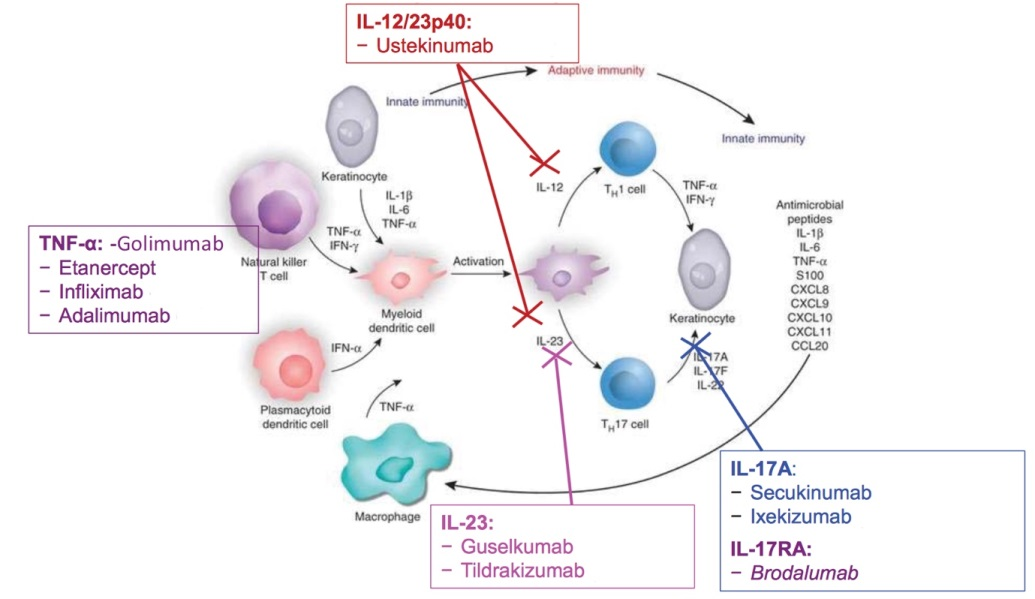 IL-12/23p40:
– Ustekinumab
Adaptive immunity
Innate immunity
Innate immunity
Keratinocyte
IL-1β
IL-6
TNF-α
TNF-α
IFN-γ
Natural killer
T cell
TNF-α: -Golimumab
– Etanercept
– Infliximab
– Adalimumab
Myeloid
dendritic cell
Activation
IFN-α
Plasmacytoid
dendritic cell
TNF-α
Macrophage
IL-12
TH1 cell
TNF-α
IFN-γ
Keratinocyte
IL-23
TH17 cell
IL-17A
IL-17F
IL-22
Antimicrobial
peptides
IL-1β
IL-6
TNF-α
S100
CXCL8
CXCL9
CXCL10
CXCL11
CCL20
IL-23:
– Guselkumab
– Tildrakizumab
IL-17A:
– Secukinumab
– Ixekizumab
IL-17RA:
– Brodalumab